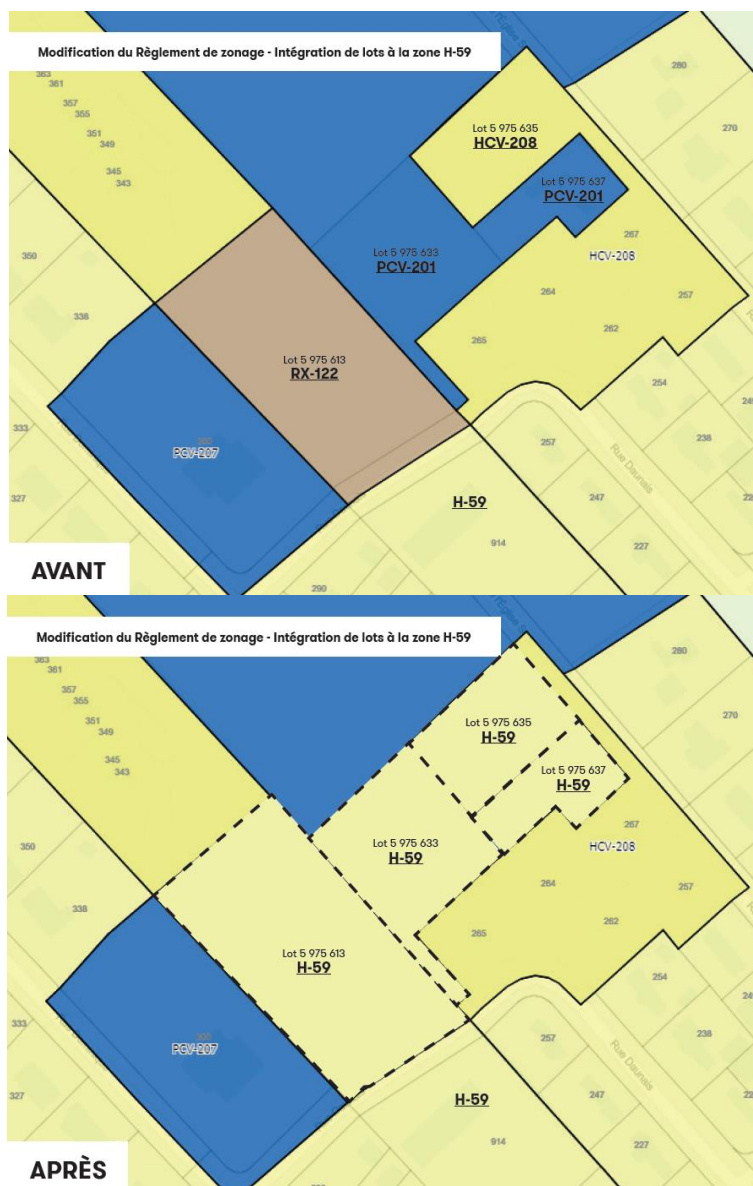 Modification du Règlement de zonage - Intégration de lots à la zone H-59
l'Église S
363
361
357
355
351
349
345
343
280
270
Lot 5 975 635
HCV-208
Lot 5 975 637
PCV-201
267
HCV-208
350
Lot 5 975 633
PCV-201
264
257
338
262
265
Lot 5 975 613
RX-122
254
333
PCV-207
257
238
Rue Daunais
327
H-59
247
914
227
290
AVANT
l'Église S
Modification du Règlement de zonage - Intégration de lots à la zone H-59
363
361
357
355
351
349
345
343
280
270
Lot 5 975 635
H-59
Lot 5 975 637
H-59
267
HCV-208
350
Lot 5 975 633
H-59
264
257
338
262
265
Lot 5 975 613
H-59
254
333
PCV-207
257
238
Rue Daunais
327
H-59
247
914
227
APRÈS